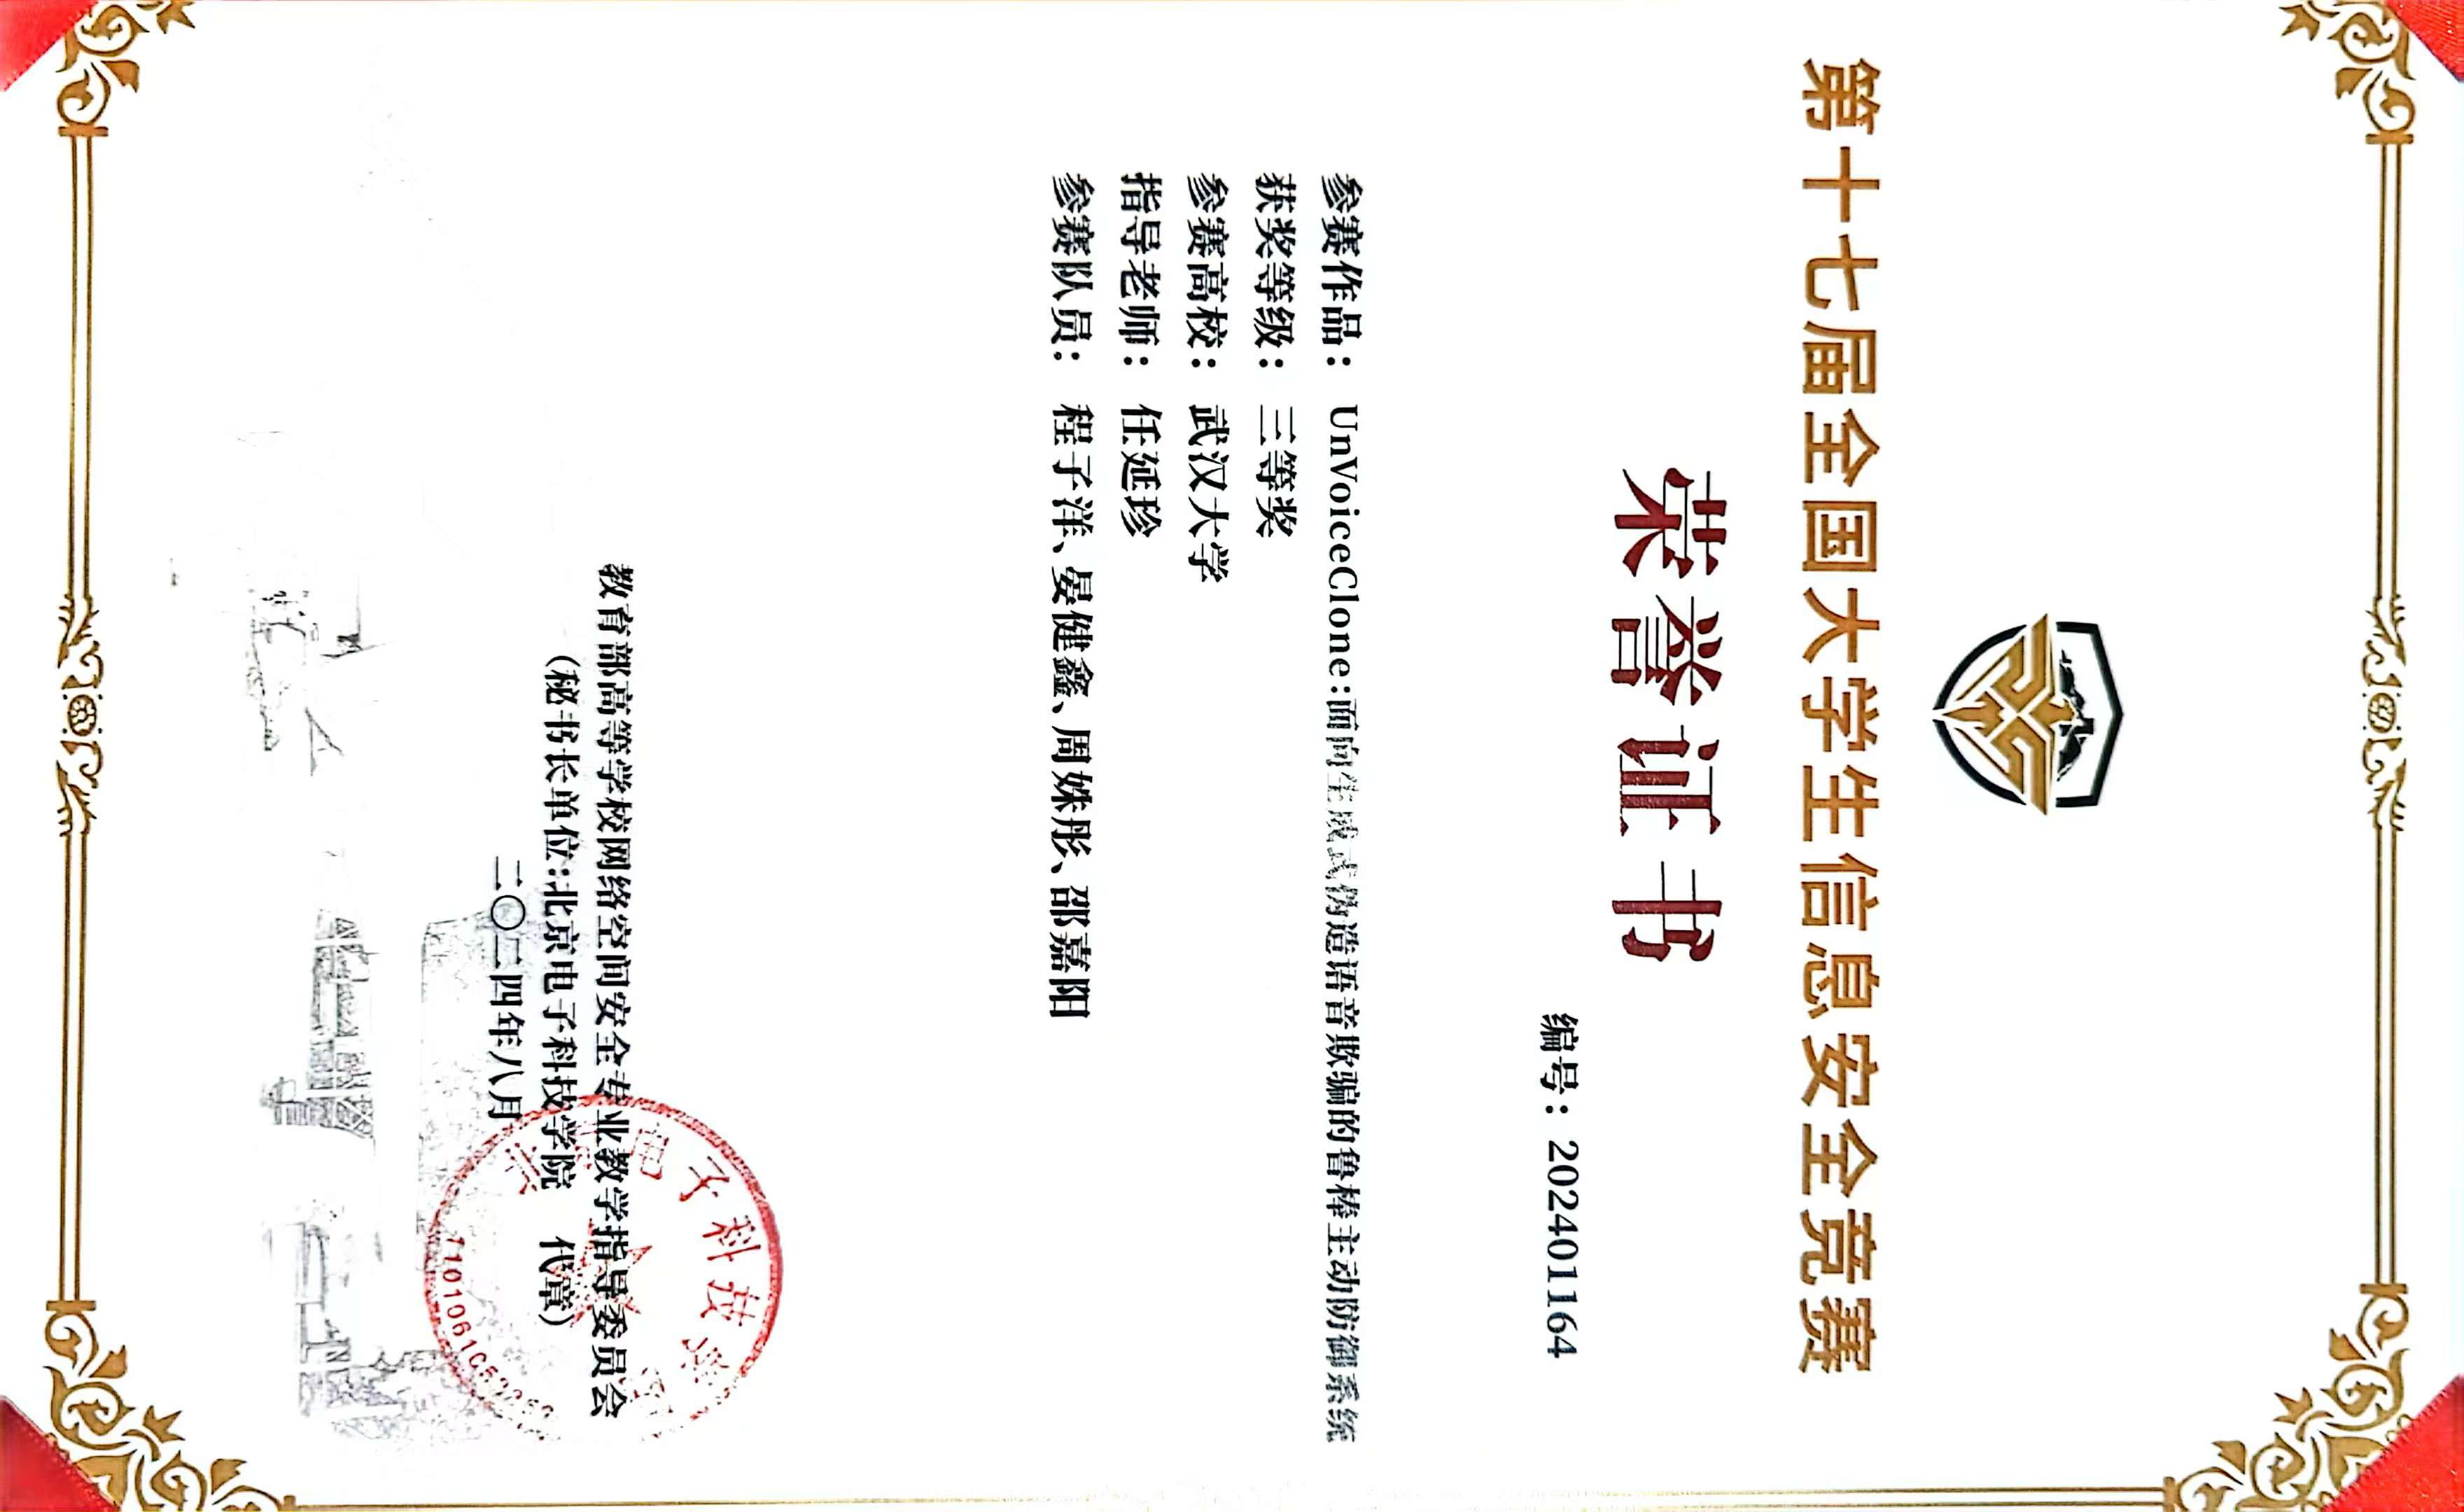 第十七届全国大学生信息安全竞赛
荣誉证书
编号：202401164
参赛作品：UnVoiceClone:面向生成式伪造语音欺骗的鲁棒主动防御系统
获奖等级：三等奖
参赛高校：武汉大学
指导老师：任延珍
参赛队员：程子洋、晏健鑫、周姝彤、邵嘉阳
教育部高等学校网络空间安全专业教学指导委员会
（秘书长单位:北京电子科技学院 代章）
二〇二四年八月
电子科技学